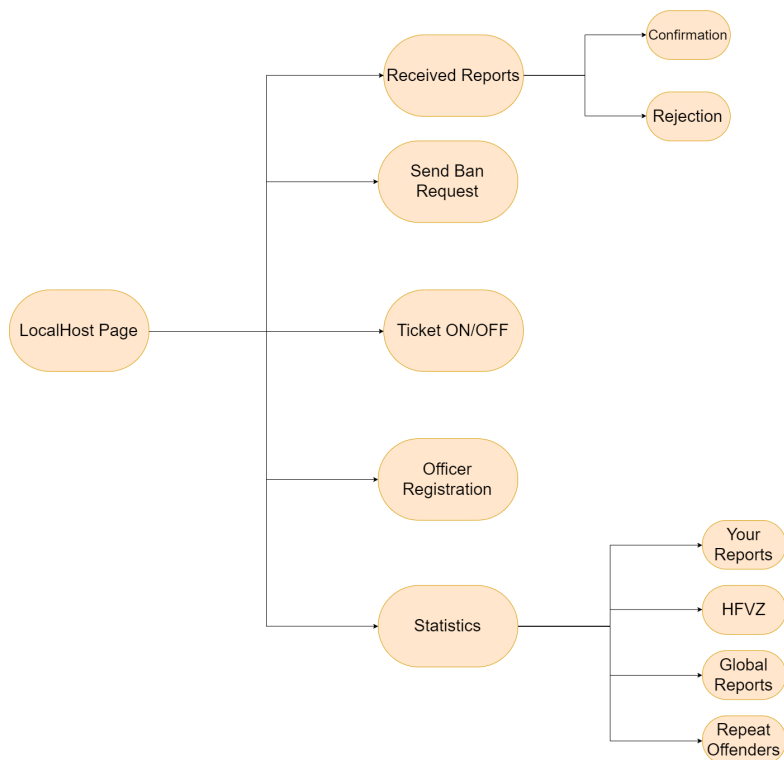 Confirmation
Received Reports
Rejection
Send Ban
Request
LocalHost Page
Ticket ON/OFF
Officer
Registration
Statistics
Your
Reports
HFVZ
Global
Reports
Repeat
Offenders